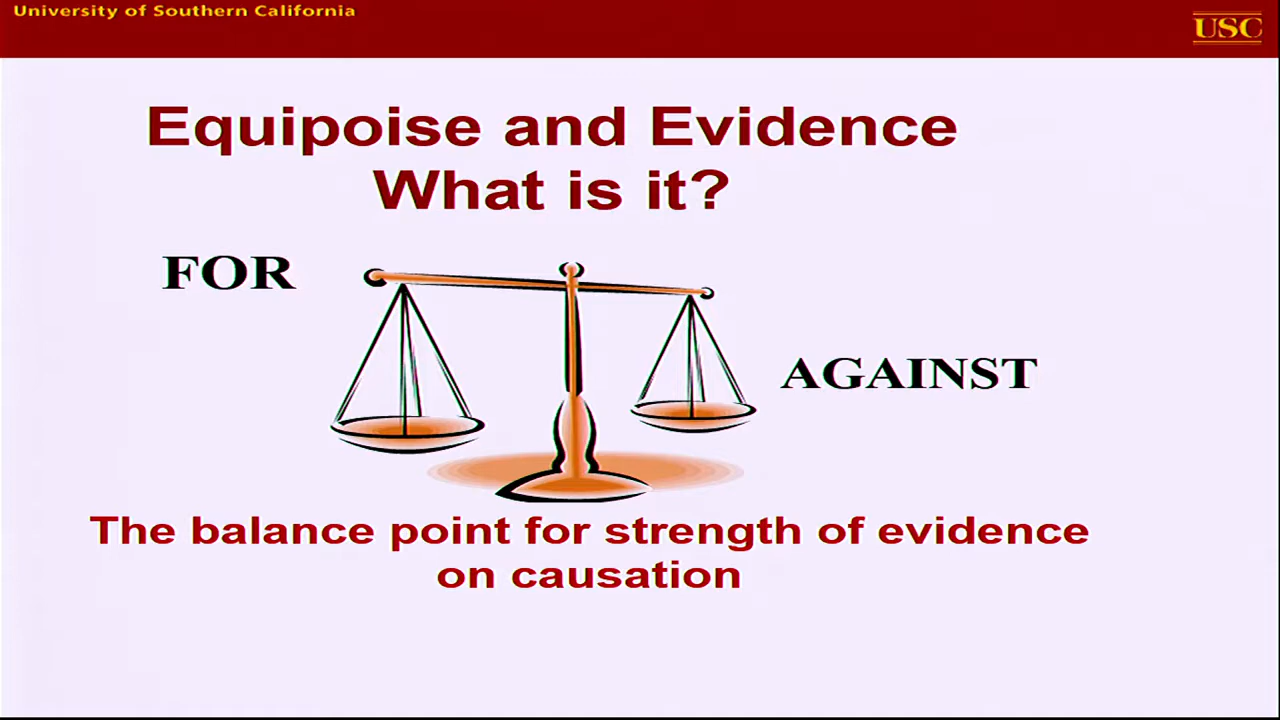 University of Southern California
USC
Equipoise and Evidence
What is it?
FOR
AGAINST
The balance point for strength of evidence
on causation